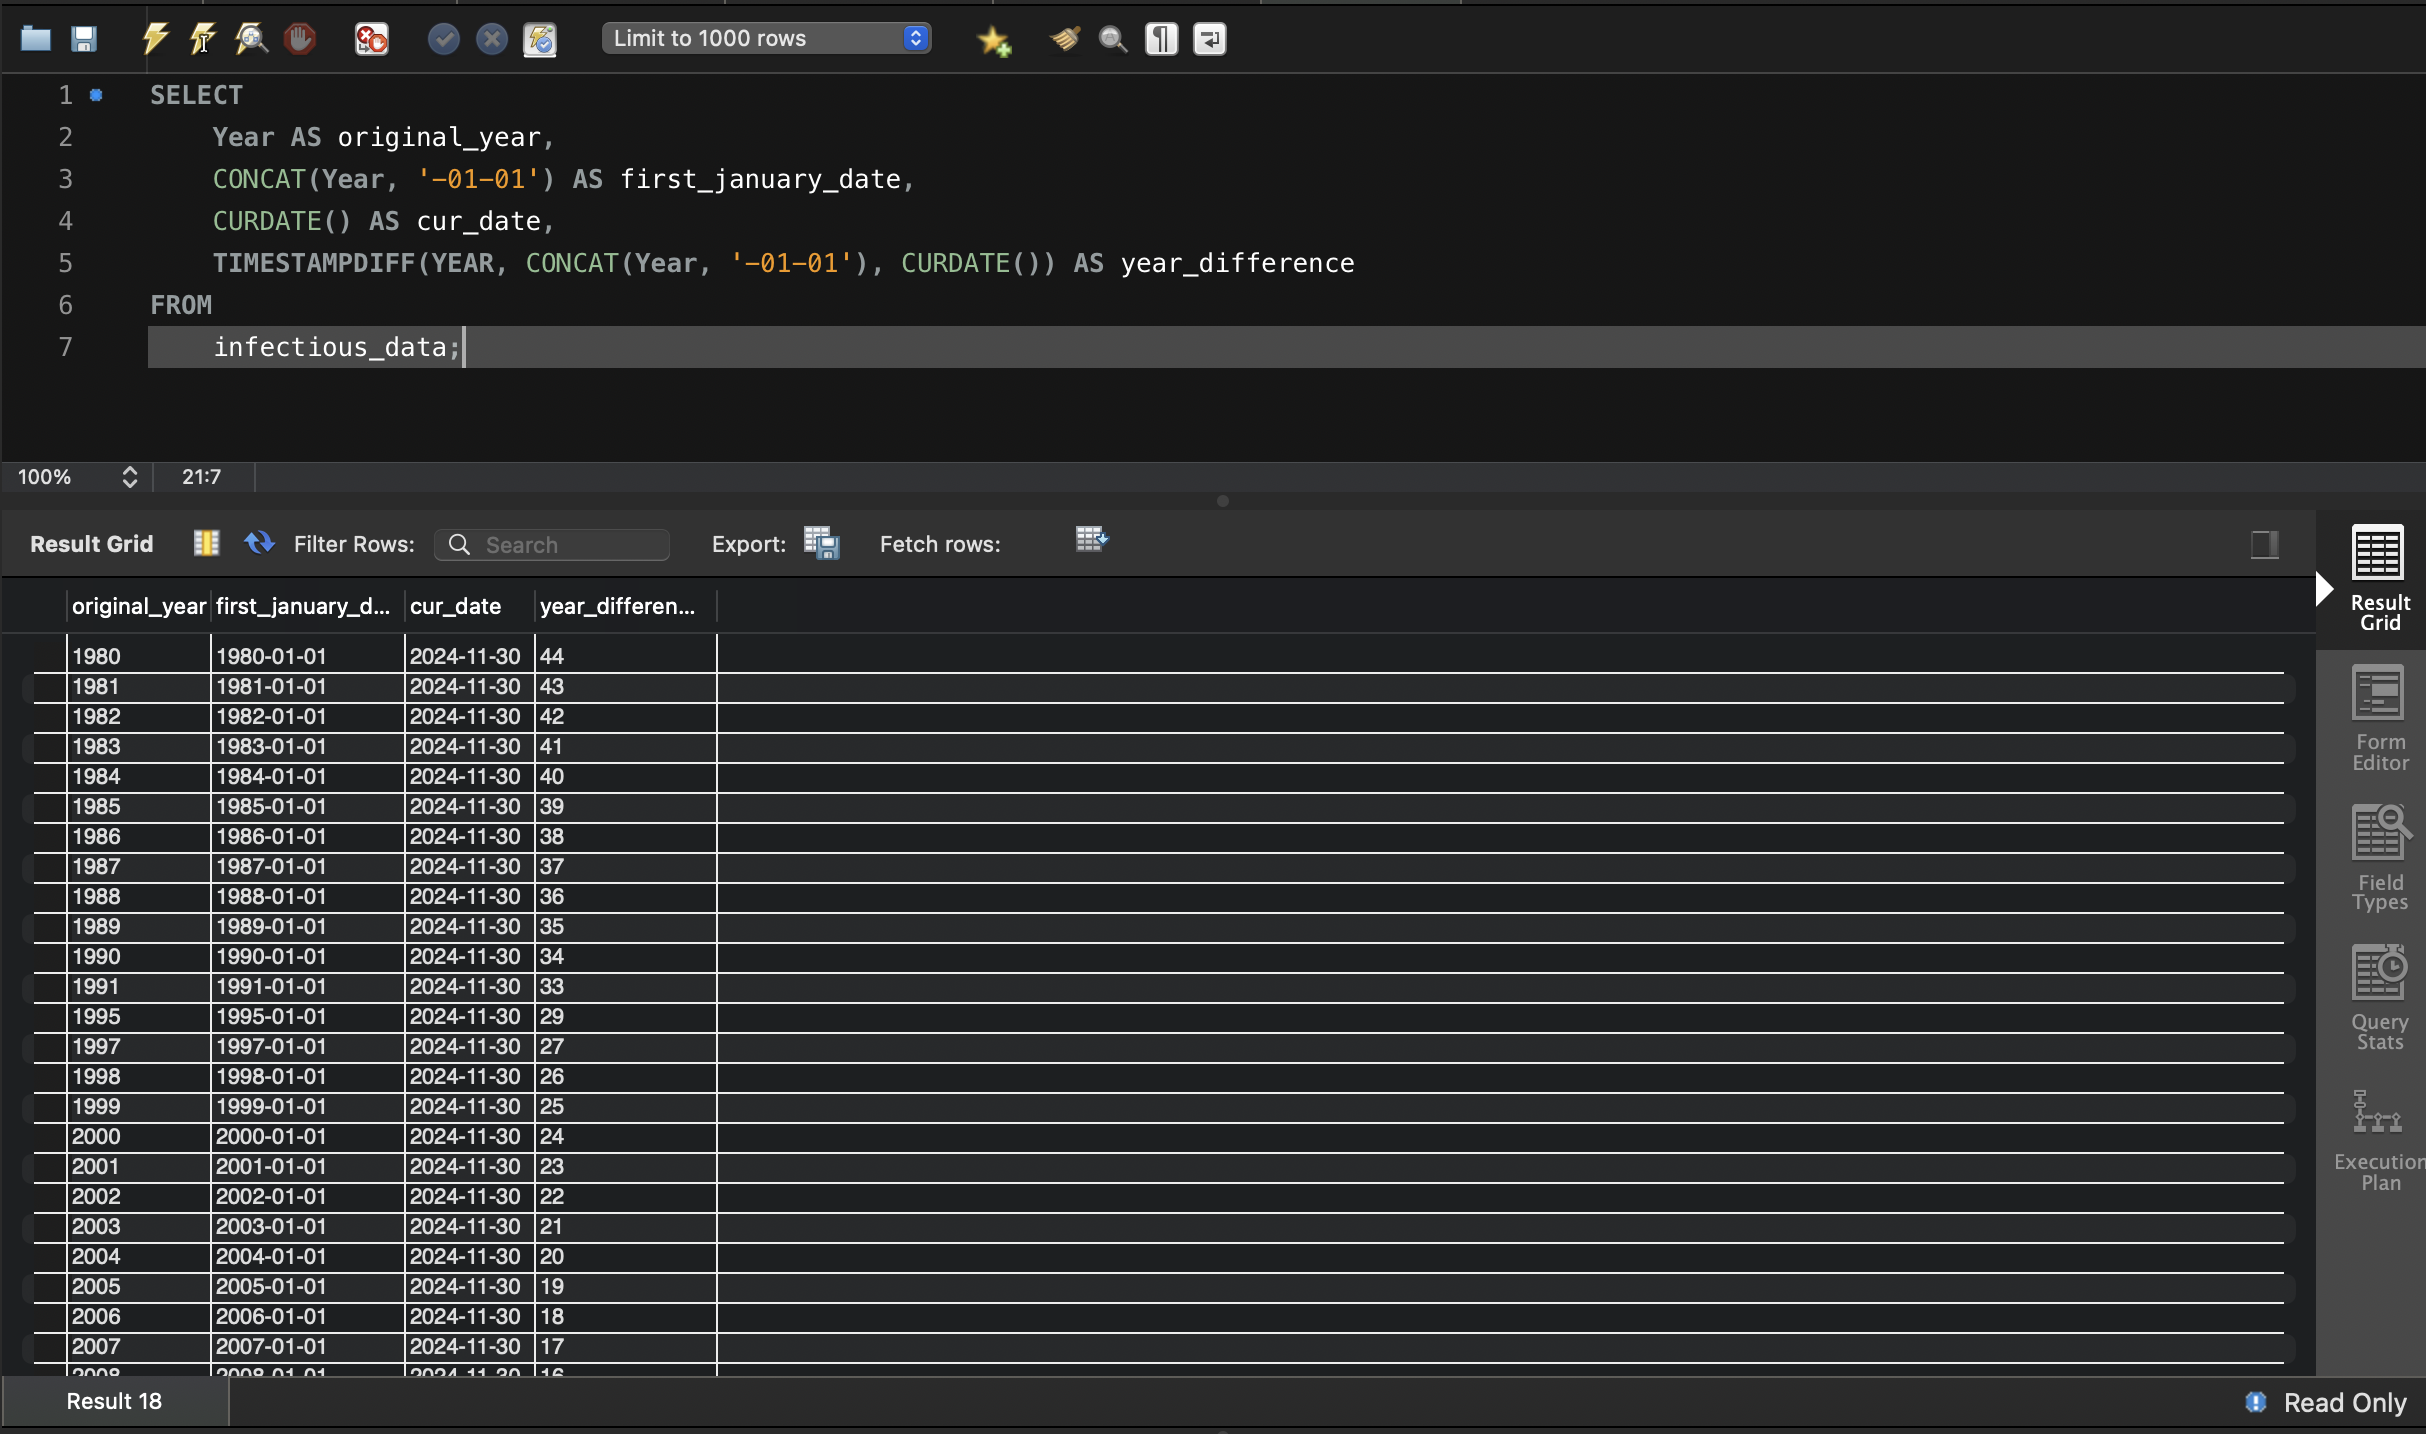 Limit to 1000 rows
1 SELECT
2 Year AS original_year,
3 CONCAT(Year, '-01-01') AS first_january_date,
4 CURDATE() AS cur_date,
5 TIMESTAMPDIFF(YEAR, CONCAT(Year, '-01-01'), CURDATE()) AS year_difference
6 FROM
7 infectious_data;
100% 21:7
Result Grid Filter Rows: Search Export: Fetch rows:
original_year first_january_d... cur_date year_differen...
1980 1980-01-01 2024-11-30 44
1981 1981-01-01 2024-11-30 43
1982 1982-01-01 2024-11-30 42
1983 1983-01-01 2024-11-30 41
1984 1984-01-01 2024-11-30 40
1985 1985-01-01 2024-11-30 39
1986 1986-01-01 2024-11-30 38
1987 1987-01-01 2024-11-30 37
1988 1988-01-01 2024-11-30 36
1989 1989-01-01 2024-11-30 35
1990 1990-01-01 2024-11-30 34
1991 1991-01-01 2024-11-30 33
1995 1995-01-01 2024-11-30 29
1997 1997-01-01 2024-11-30 27
1998 1998-01-01 2024-11-30 26
1999 1999-01-01 2024-11-30 25
2000 2000-01-01 2024-11-30 24
2001 2001-01-01 2024-11-30 23
2002 2002-01-01 2024-11-30 22
2003 2003-01-01 2024-11-30 21
2004 2004-01-01 2024-11-30 20
2005 2005-01-01 2024-11-30 19
2006 2006-01-01 2024-11-30 18
2007 2007-01-01 2024-11-30 17
2008 2008-01-01 2024-11-30 16
Result
Grid
Form
Editor
Field
Types
Query
Stats
Execution
Plan
Result 18
Read Only